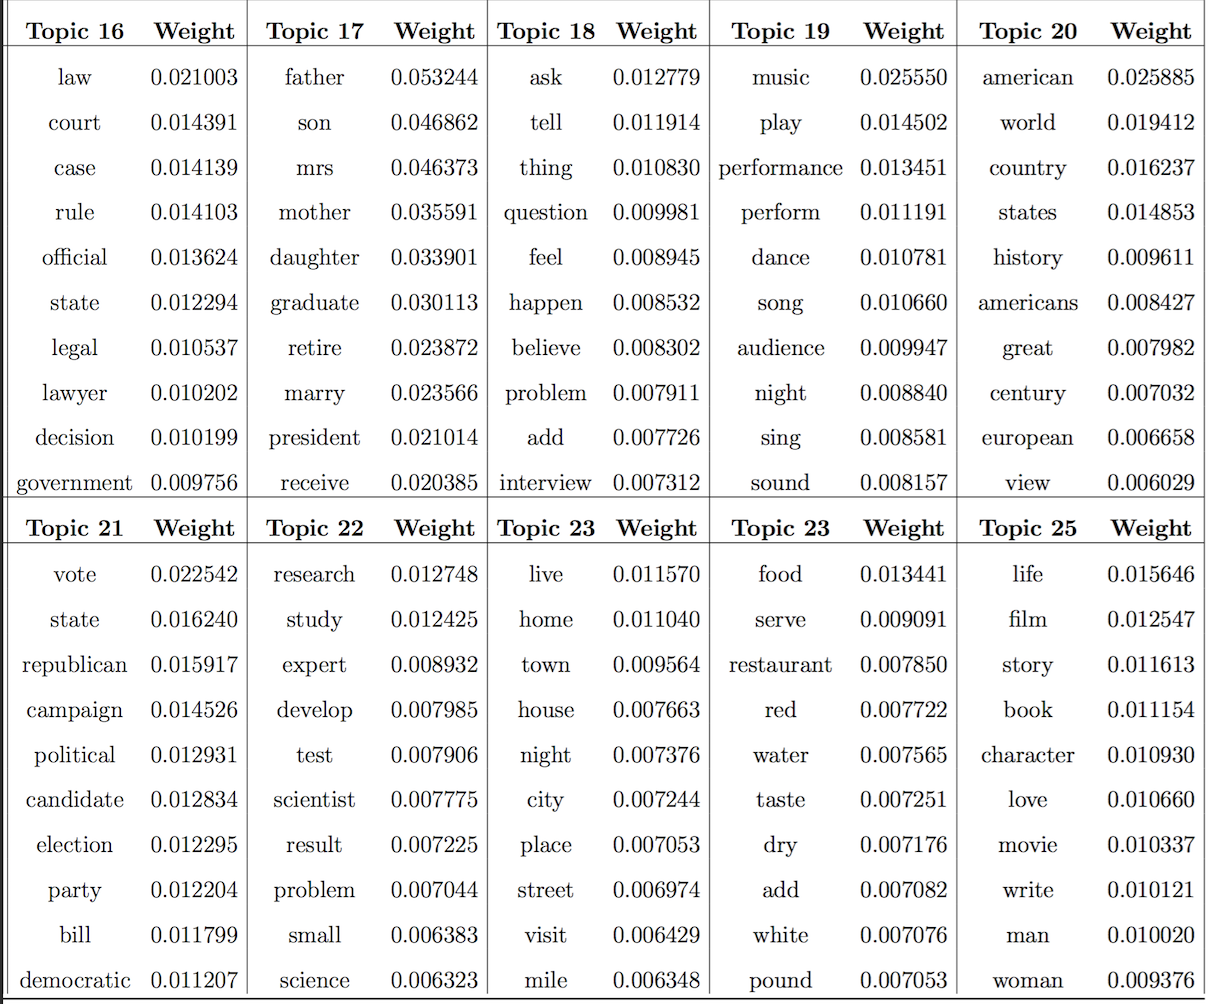 Topic 16 Weight Topic 17 Weight Topic 18 Weight Topic 19 Weight Topic 20 Weight
law 0.021003 father 0.053244 ask 0.012779 music 0.025550 american 0.025885
court 0.014391 son 0.046862 tell 0.011914 play 0.014502 world 0.019412
case 0.014139 mrs 0.046373 thing 0.010830 performance 0.013451 country 0.016237
rule 0.014103 mother 0.035591 question 0.009981 perform 0.011191 states 0.014853
official 0.013624 daughter 0.033901 feel 0.008945 dance 0.010781 history 0.009611
state 0.012294 graduate 0.030113 happen 0.008532 song 0.010660 americans 0.008427
legal 0.010537 retire 0.023872 believe 0.008302 audience 0.009947 great 0.007982
lawyer 0.010202 marry 0.023566 problem 0.007911 night 0.008840 century 0.007032
decision 0.010199 president 0.021014 add 0.007726 sing 0.008581 european 0.006658
government 0.009756 receive 0.020385 interview 0.007312 sound 0.008157 view 0.006029
Topic 21 Weight Topic 22 Weight Topic 23 Weight Topic 23 Weight Topic 25 Weight
vote 0.022542 research 0.012748 live 0.011570 food 0.013441 life 0.015646
state 0.016240 study 0.012425 home 0.011040 serve 0.009091 film 0.012547
republican 0.015917 expert 0.008932 town 0.009564 restaurant 0.007850 story 0.011613
campaign 0.014526 develop 0.007985 house 0.007663 red 0.007722 book 0.011154
political 0.012931 test 0.007906 night 0.007376 water 0.007565 character 0.010930
candidate 0.012834 scientist 0.007775 city 0.007244 taste 0.007251 love 0.010660
election 0.012295 result 0.007225 place 0.007053 dry 0.007176 movie 0.010337
party 0.012204 problem 0.007044 street 0.006974 add 0.007082 write 0.010121
bill 0.011799 small 0.006383 visit 0.006429 white 0.007076 man 0.010020
democratic 0.011207 science 0.006323 mile 0.006348 pound 0.007053 woman 0.009376